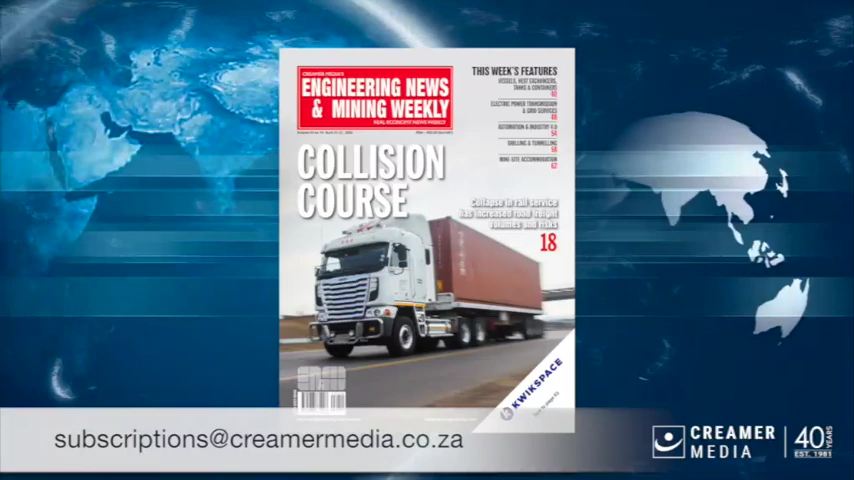 CREAMER MEDIA'S
ENGINEERING NEWS
& MINING WEEKLY
REAL ECONOMY NEWS WEEKLY
COLLISION
COURSE
THIS WEEK'S FEATURES
VESSELS, HEAT EXCHANGERS,
TANKS & CONTAINERS
ELECTRIC POWER TRANSMISSION
& GRID SERVICES
AUTOMATION & INDUSTRY 4.0
54
DRILLING & TUNNELLING
58
MINE-SITE ACCOMMODATION
62
Collapse in rail service
has increased road freight
volumes and risks
18
KWIKSPACE
subscriptions@creamermedia.co.za
CREAMER
MEDIA
40 YEARS
EST. 1981